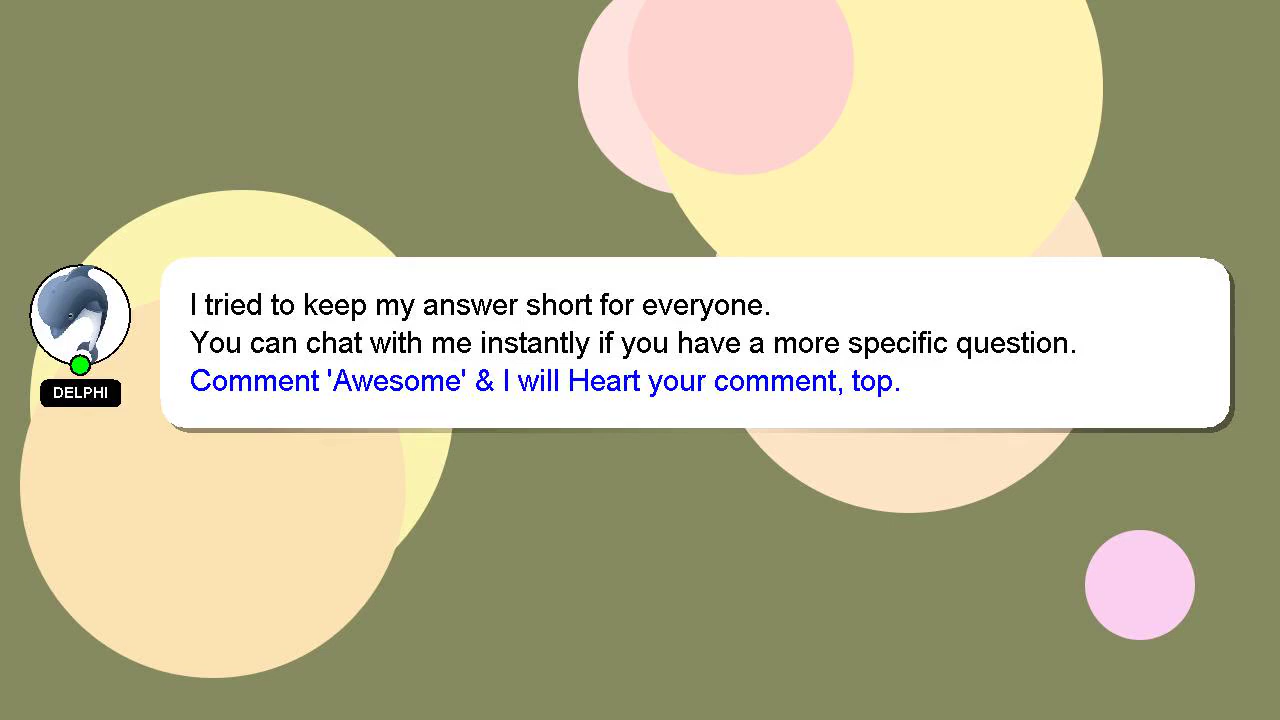 I tried to keep my answer short for everyone.
You can chat with me instantly if you have a more specific question.
Comment 'Awesome' & I will Heart your comment, top.
DELPHI